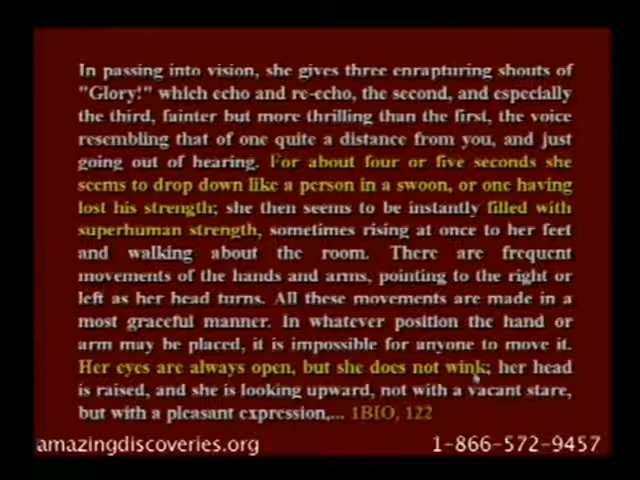 In passing into vision, she gives three enrapturing shouts of
"Glory!" which echo and re-echo, the second, and especially
the third, fainter but more thrilling than the first, the voice
resembling that of one quite a distance from you, and just
going out of hearing. For about four or five seconds she
seems to drop down like a person in a swoon, or one having
lost his strength; she then seems to be instantly filled with
superhuman strength, sometimes rising at once to her feet
and walking about the room. There are frequent
movements of the hands and arms, pointing to the right or
left as her head turns. All these movements are made in a
most graceful manner. In whatever position the hand or
arm may be placed, it is impossible for anyone to move it.
Her eyes are always open, but she does not wink; her head
is raised, and she is looking upward, not with a vacant stare,
but with a pleasant expression,... 1BIO, 122
amazingdiscoveries.org 1-866-572-9457